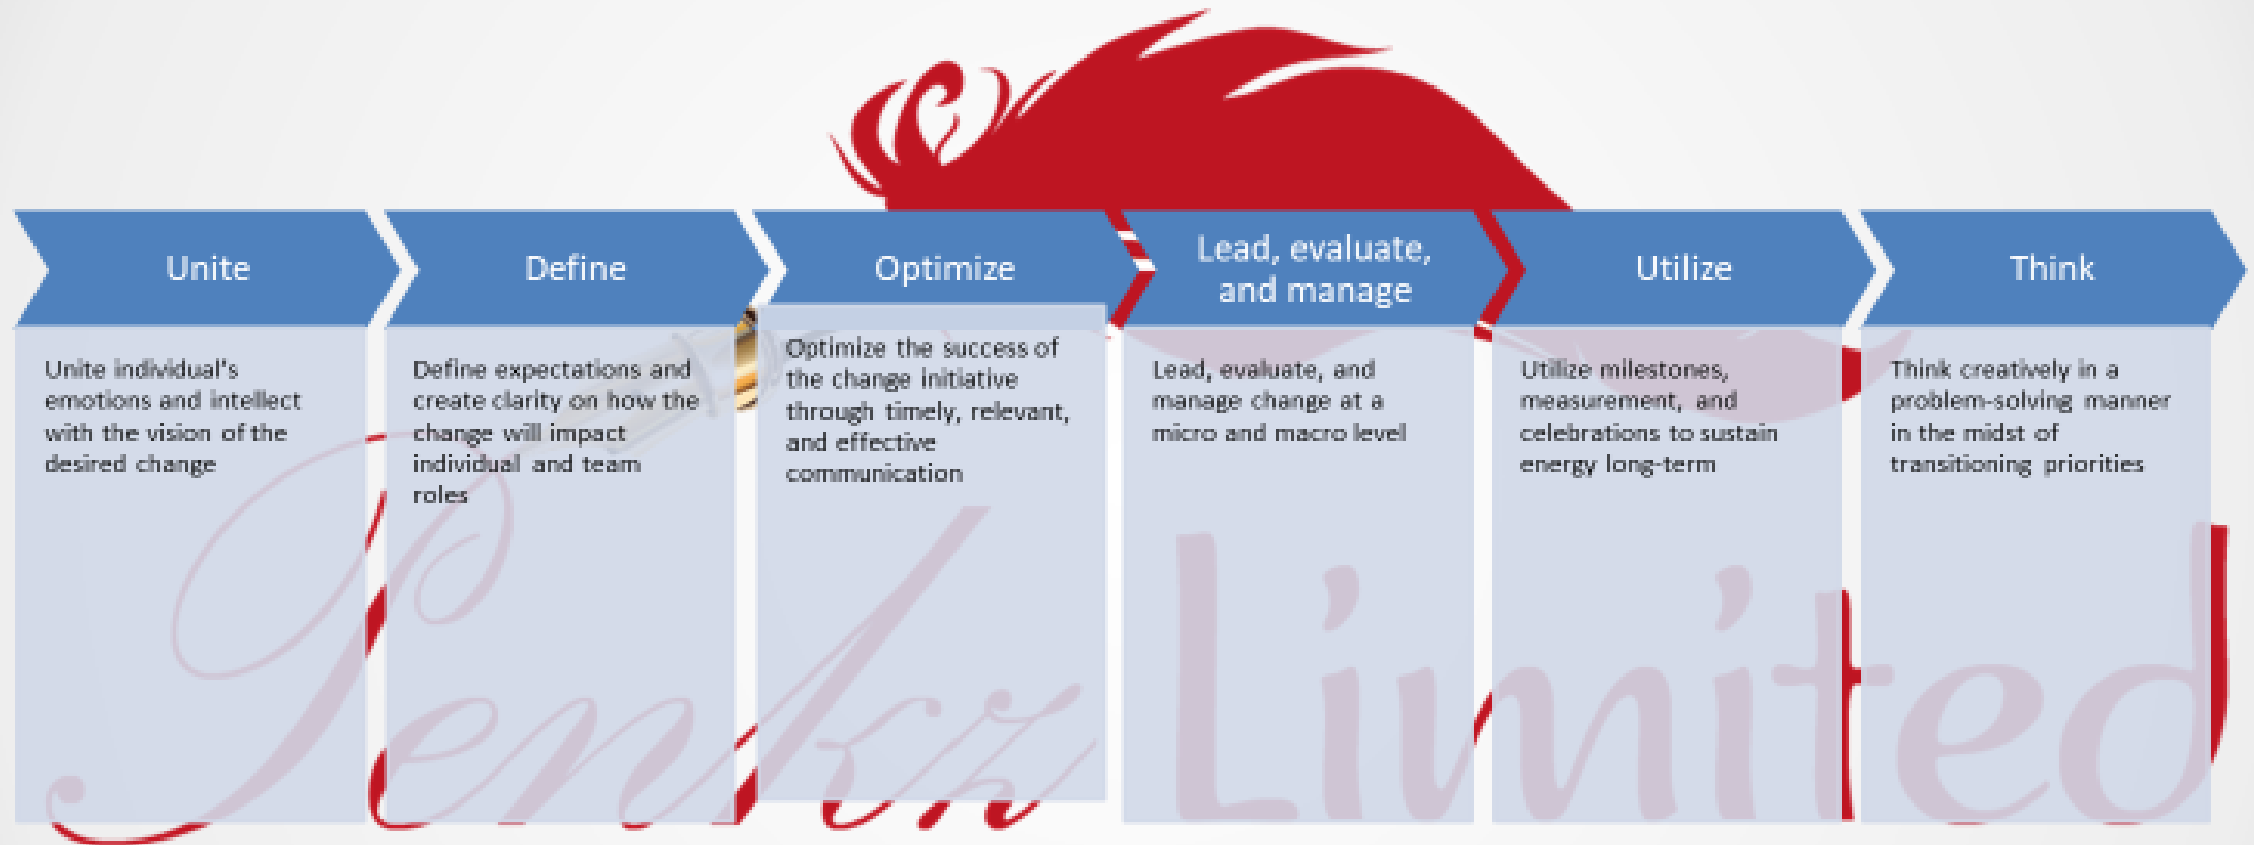 Unite
Define
Optimize
Lead, evaluate,
and manage
Utilize
Think
Unite individual's
emotions and intellect
with the vision of the
desired change
Define expectations and
create clarity on how the
change will impact
individual and team
roles
Optimize the success of
the change initiative
through timely, relevant,
and effective
communication
Lead, evaluate, and
manage change at a
micro and macro level
Utilize milestones,
measurement, and
celebrations to sustain
energy long-term
Think creatively in a
problem-solving manner
in the midst of
transitioning priorities
Penkz Limited